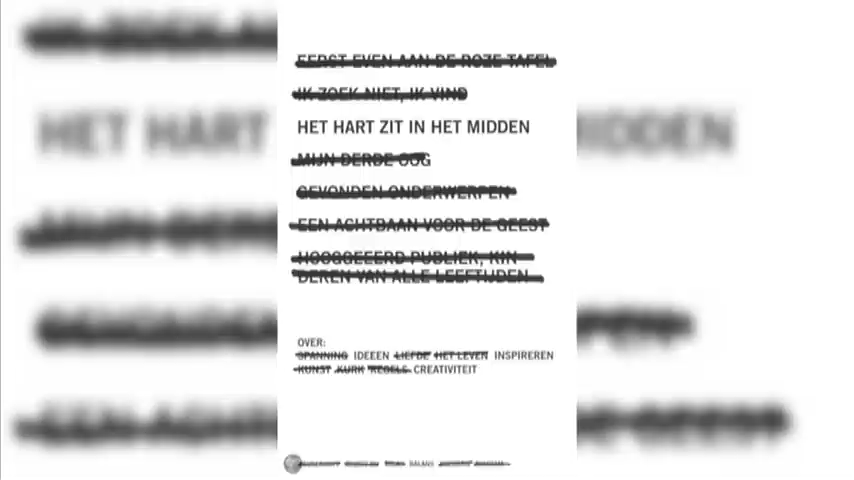 EERST EVEN AAN DE ROZE TAFEL
IK ZOEK NIET, IK VIND
HET HART ZIT IN HET MIDDEN
MIJN DERDE OOG
GEVONDEN ONDERWERPEN
EEN ACHTBAAN VOOR DE GEEST
HOOGGEEERD PUBLIEK, KIN
DEREN VAN ALLE LEEFTIJDEN
OVER:
SPANNING IDEEEN LIEFDE HET LEVEN INSPIREREN
KUNST KURK REGELS CREATIVITEIT
BALANS